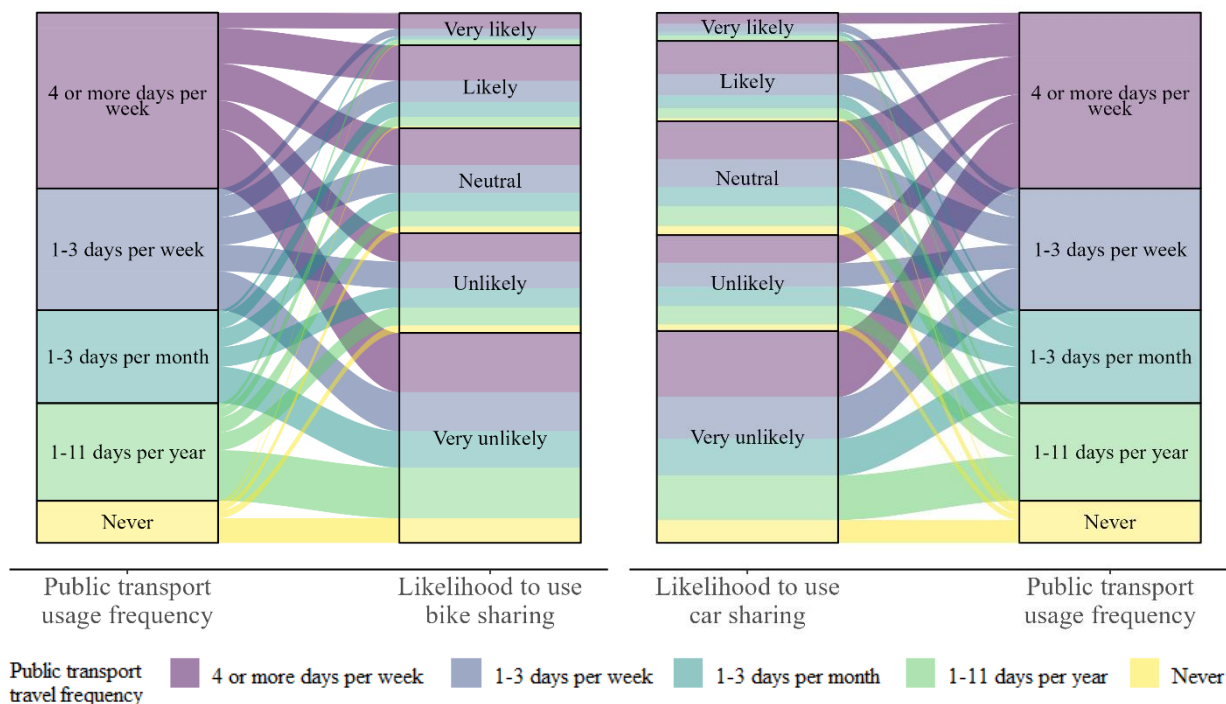 4 or more days per
week
1-3 days per week
1-3 days per month
1-11 days per year
Never
Very likely
Likely
Neutral
Unlikely
Very unlikely
Public transport
usage frequency
Likelihood to use
bike sharing
Very likely
Likely
Neutral
Unlikely
Very unlikely
4 or more days per
week
1-3 days per week
1-3 days per month
1-11 days per year
Never
Likelihood to use
car sharing
Public transport
usage frequency
Public transport
travel frequency
4 or more days per week
1-3 days per week
1-3 days per month
1-11 days per year
Never